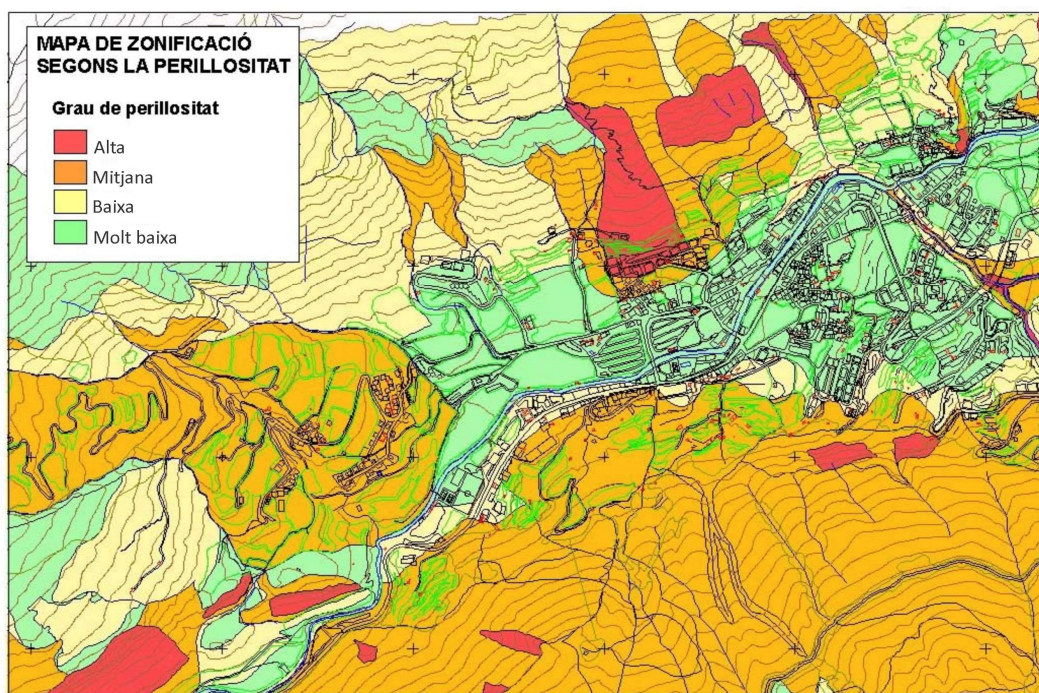 MAPA DE ZONIFICACIÓ
SEGONS LA PERILLOSITAT
Grau de perillositat
Alta
Mitjana
Baixa
Molt baixa